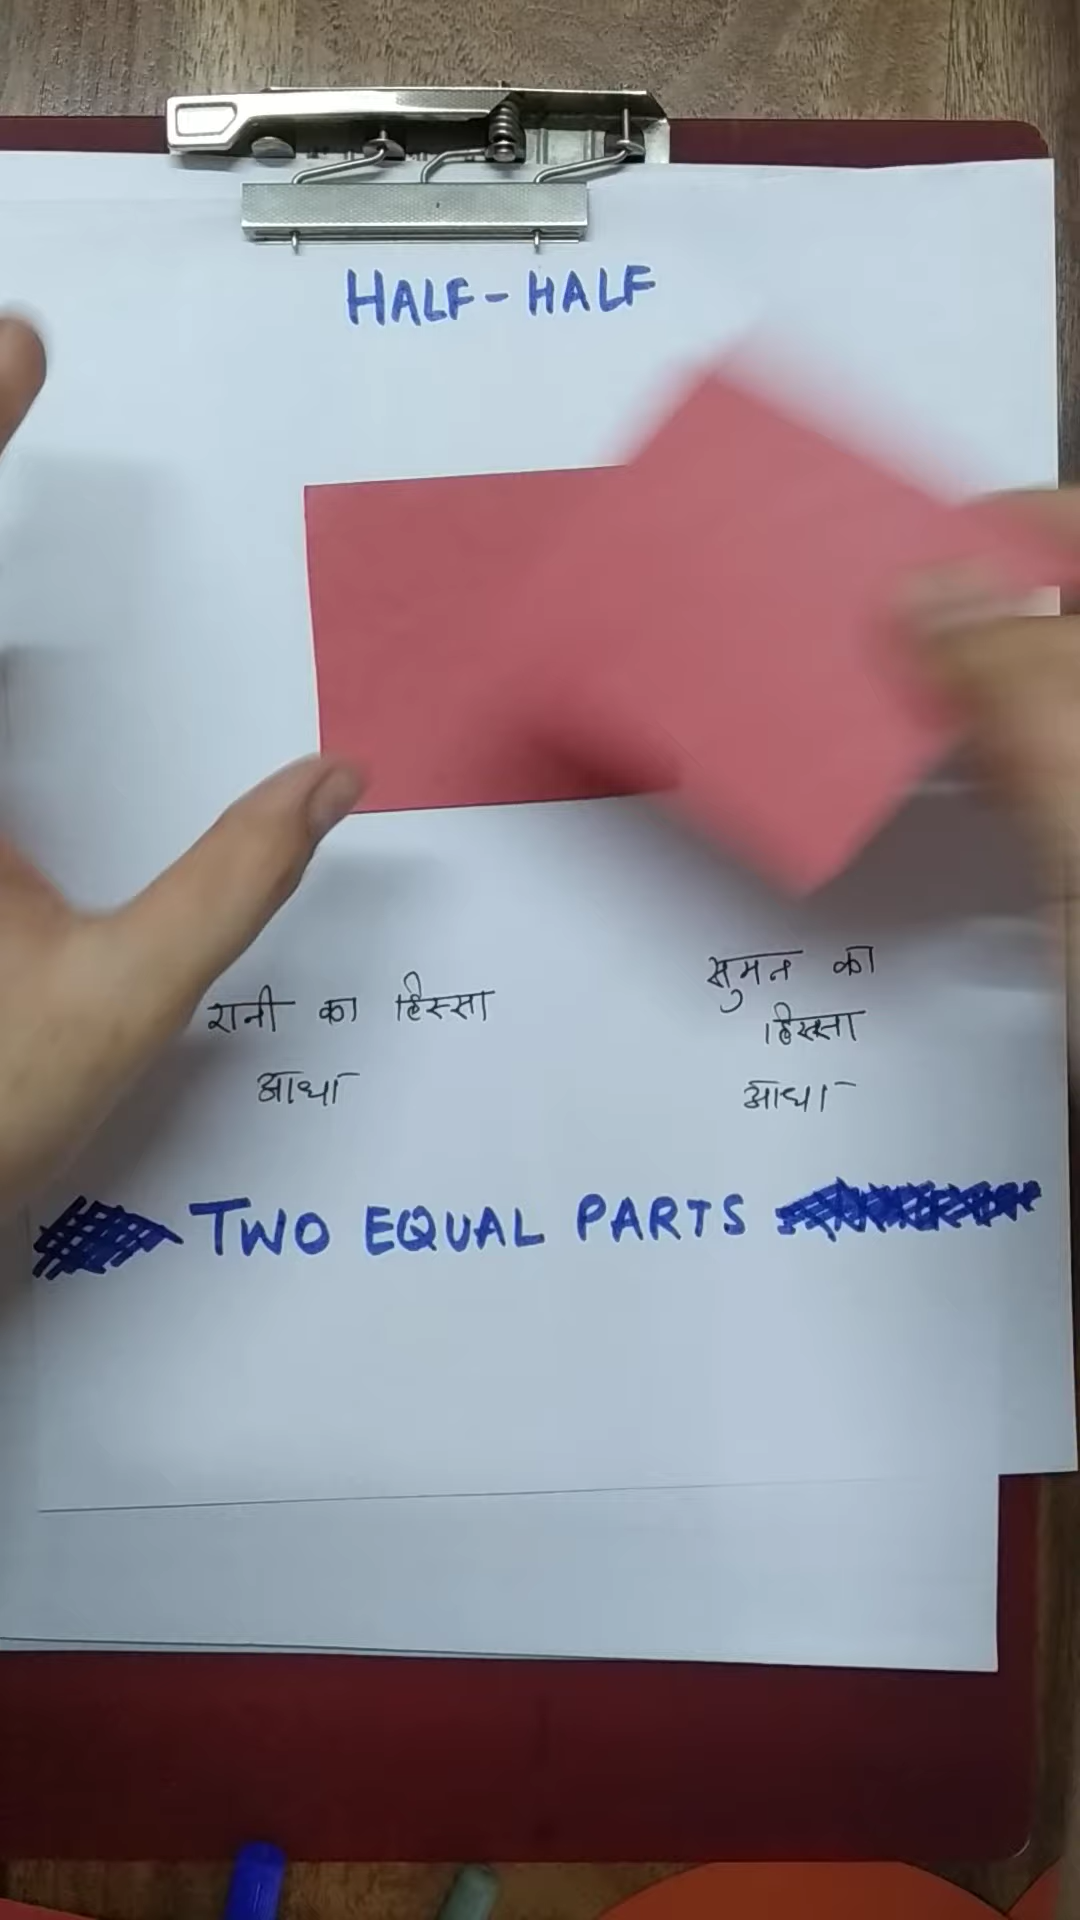 HALF-HALF
रानी का हिस्सा
आधा
सुमन का
हिस्सा
आधा
TWO EQUAL PARTS